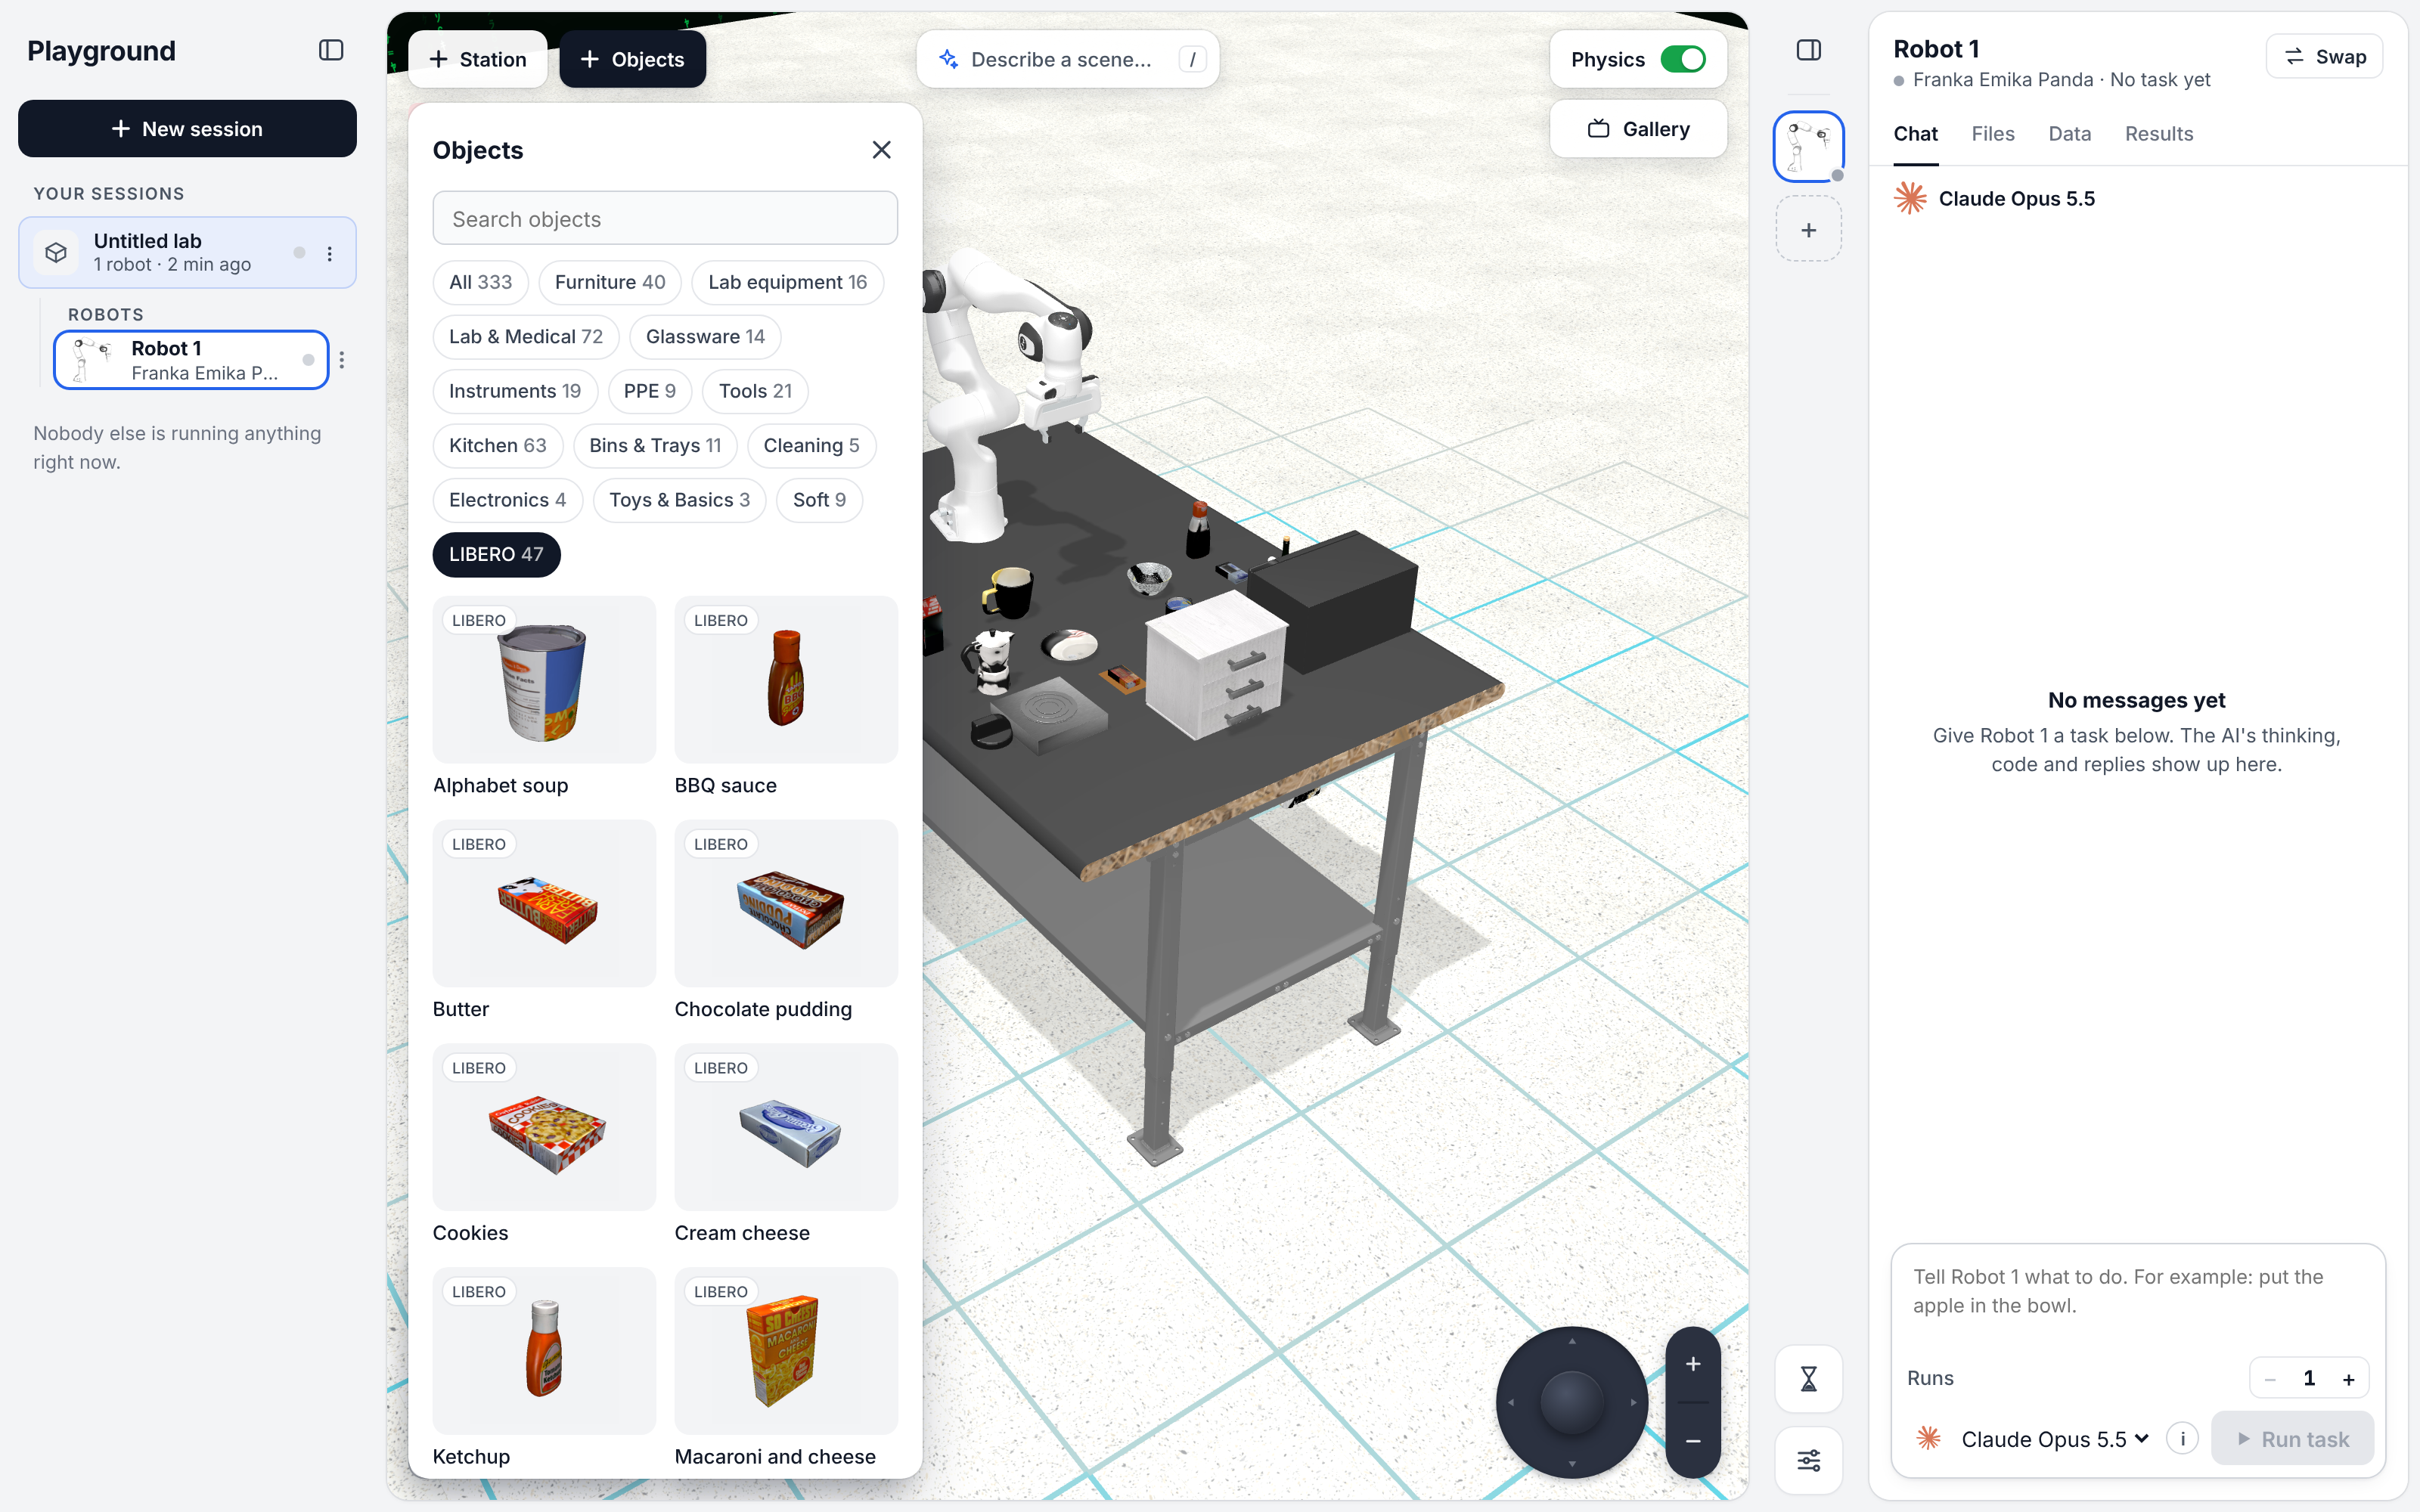 Playground
New session
YOUR SESSIONS
Untitled lab
1 robot · 2 min ago
ROBOTS
Robot 1
Franka Emika P...
Nobody else is running anything
right now.
Station
Objects
Describe a scene...
/
Physics
Gallery
Objects
Search objects
All 333
Furniture 40
Lab equipment 16
Lab & Medical 72
Glassware 14
Instruments 19
PPE 9
Tools 21
Kitchen 63
Bins & Trays 11
Cleaning 5
Electronics 4
Toys & Basics 3
Soft 9
LIBERO 47
LIBERO
Alphabet soup
LIBERO
BBQ sauce
LIBERO
BUTTER
Butter
LIBERO
CHOCOLATE
PUDDING
Chocolate pudding
LIBERO
COOKIES
Cookies
LIBERO
Cream cheese
LIBERO
Ketchup
LIBERO
MACARONI
CHEESE
Macaroni and cheese
Robot 1
Franka Emika Panda · No task yet
Swap
Chat
Files
Data
Results
Claude Opus 5.5
No messages yet
Give Robot 1 a task below. The AI's thinking,
code and replies show up here.
Tell Robot 1 what to do. For example: put the
apple in the bowl.
Runs
1
Claude Opus 5.5
i
Run task